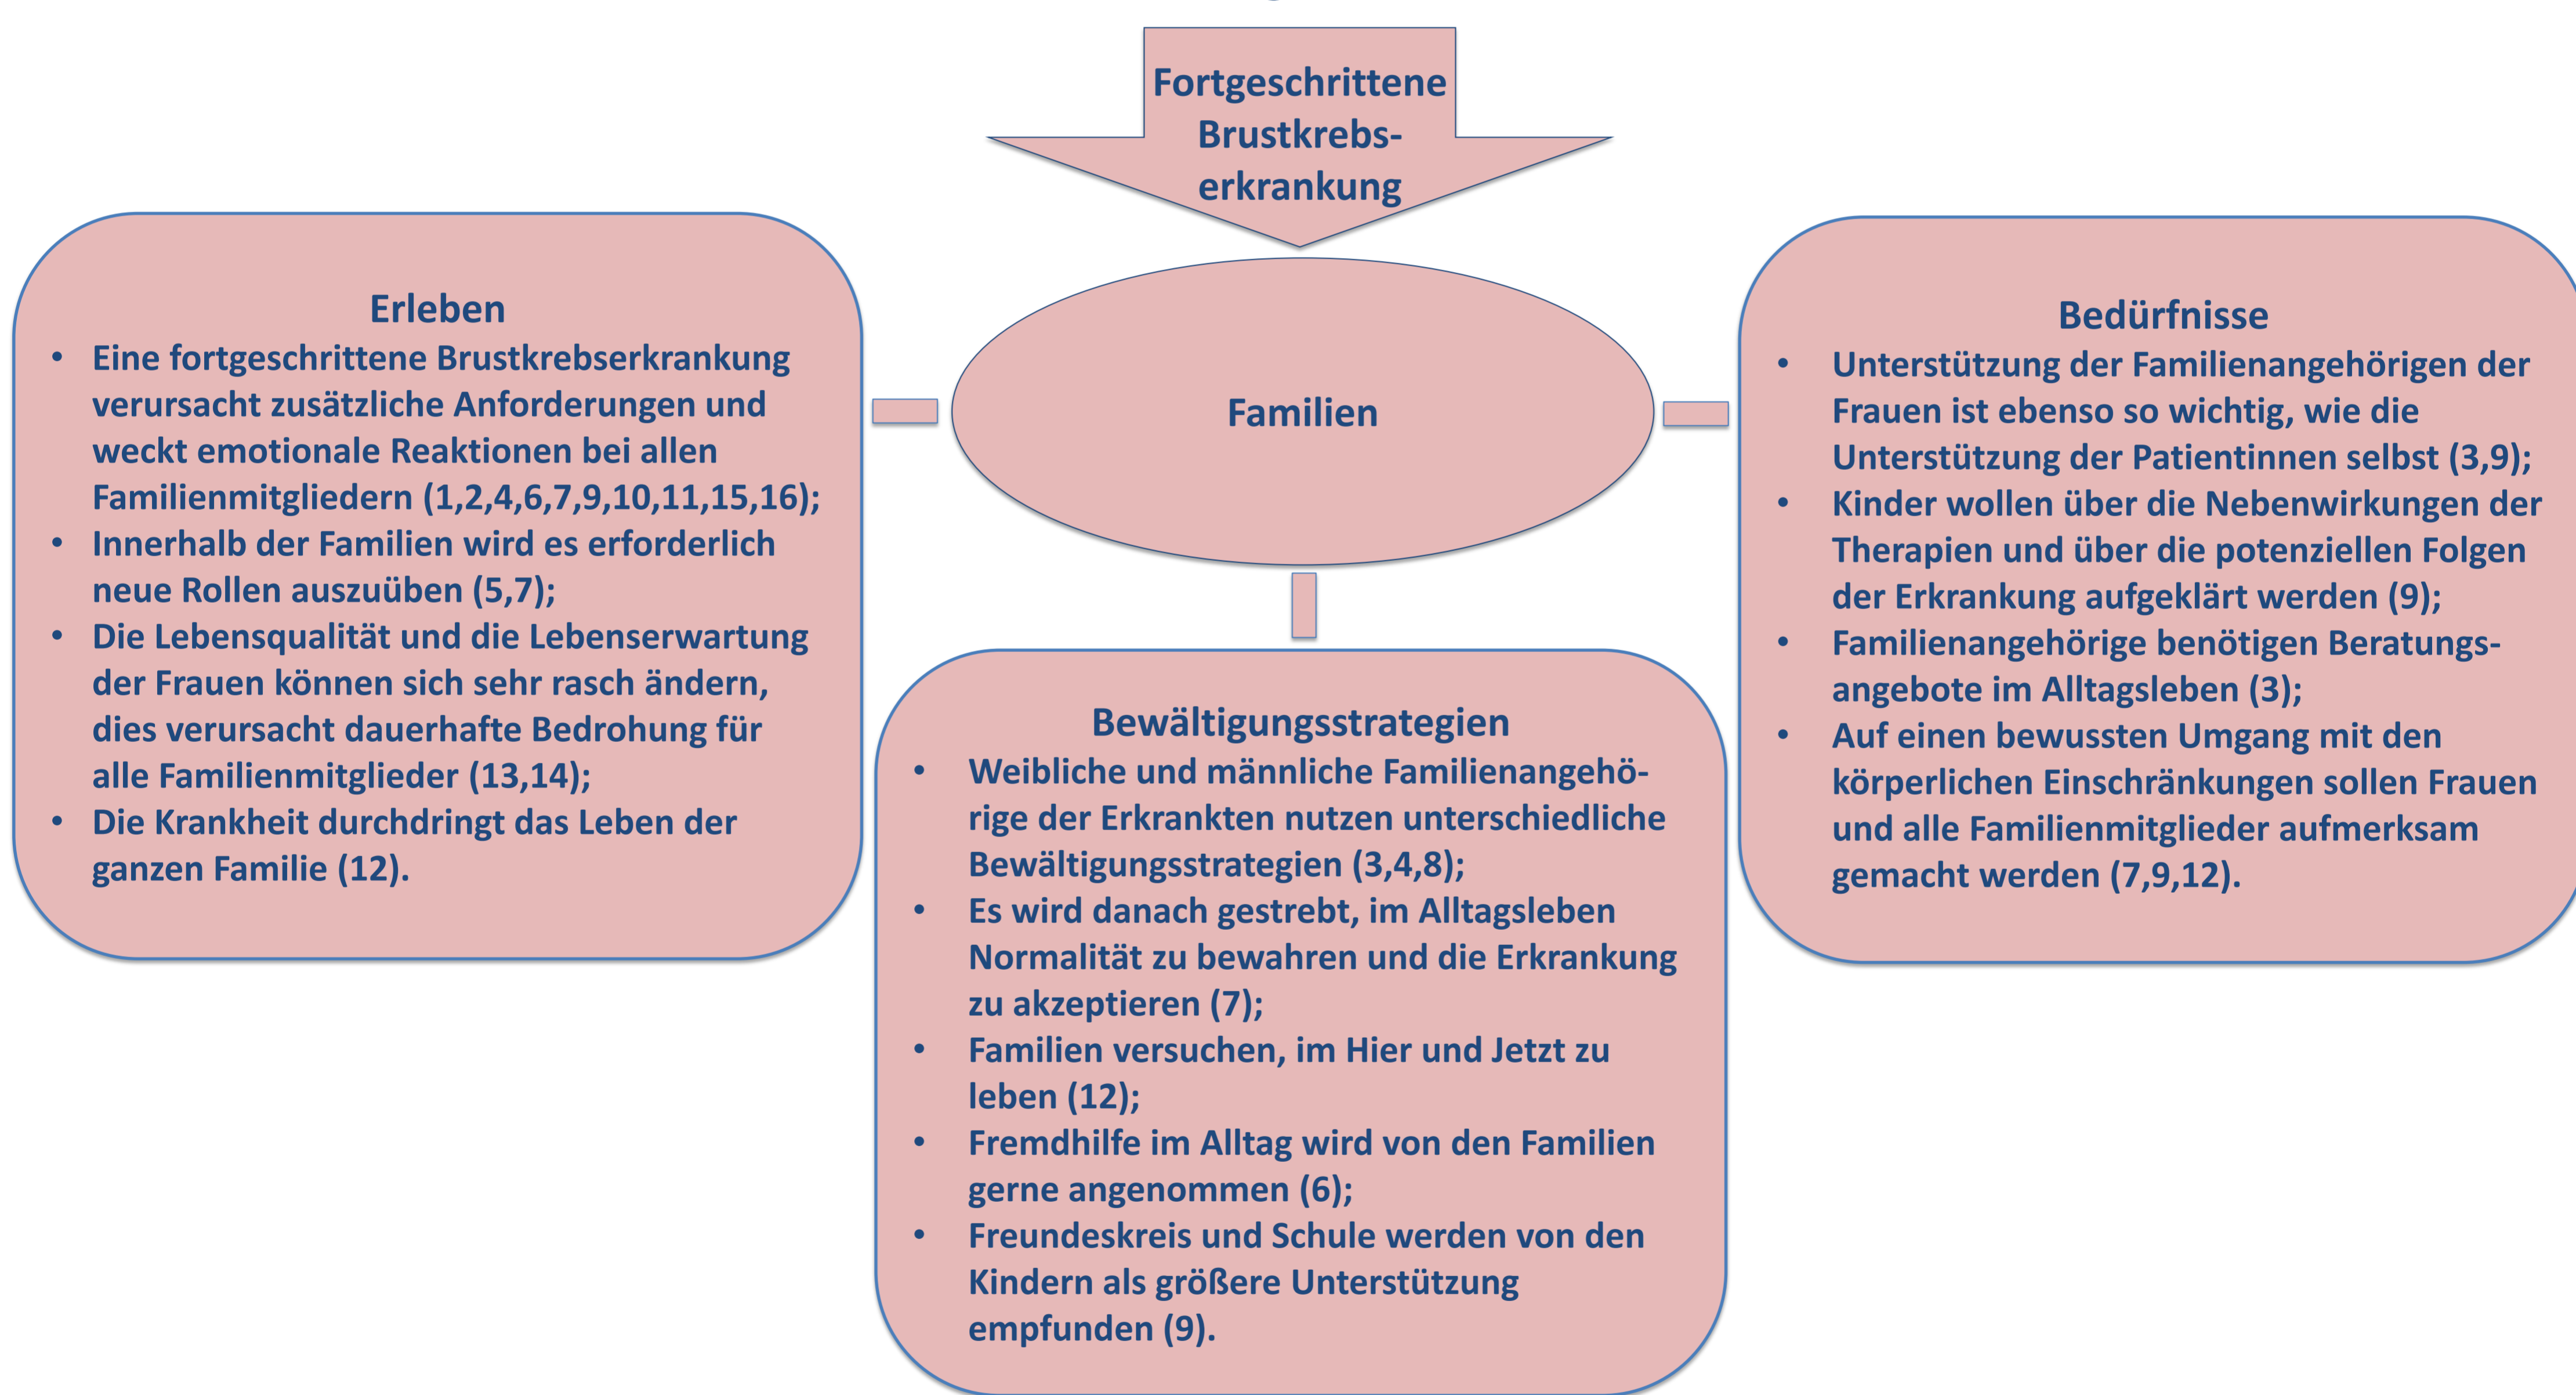 Fortgeschrittene
Brustkrebs-
erkrankung
Familien
Erleben
• Eine fortgeschrittene Brustkrebserkrankung
verursacht zusätzliche Anforderungen und
weckt emotionale Reaktionen bei allen
Familienmitgliedern (1,2,4,6,7,9,10,11,15,16);
• Innerhalb der Familien wird es erforderlich
neue Rollen auszuüben (5,7);
• Die Lebensqualität und die Lebenserwartung
der Frauen können sich sehr rasch ändern,
dies verursacht dauerhafte Bedrohung für
alle Familienmitglieder (13,14);
• Die Krankheit durchdringt das Leben der
ganzen Familie (12).
Bewältigungsstrategien
• Weibliche und männliche Familienangehö-
rige der Erkrankten nutzen unterschiedliche
Bewältigungsstrategien (3,4,8);
• Es wird danach gestrebt, im Alltagsleben
Normalität zu bewahren und die Erkrankung
zu akzeptieren (7);
• Familien versuchen, im Hier und Jetzt zu
leben (12);
• Fremdhilfe im Alltag wird von den Familien
gerne angenommen (6);
• Freundeskreis und Schule werden von den
Kindern als größere Unterstützung
empfunden (9).
Bedürfnisse
• Unterstützung der Familienangehörigen der
Frauen ist ebenso so wichtig, wie die
Unterstützung der Patientinnen selbst (3,9);
• Kinder wollen über die Nebenwirkungen der
Therapien und über die potenziellen Folgen
der Erkrankung aufgeklärt werden (9);
• Familienangehörige benötigen Beratungs-
angebote im Alltagsleben (3);
• Auf einen bewussten Umgang mit den
körperlichen Einschränkungen sollen Frauen
und alle Familienmitglieder aufmerksam
gemacht werden (7,9,12).